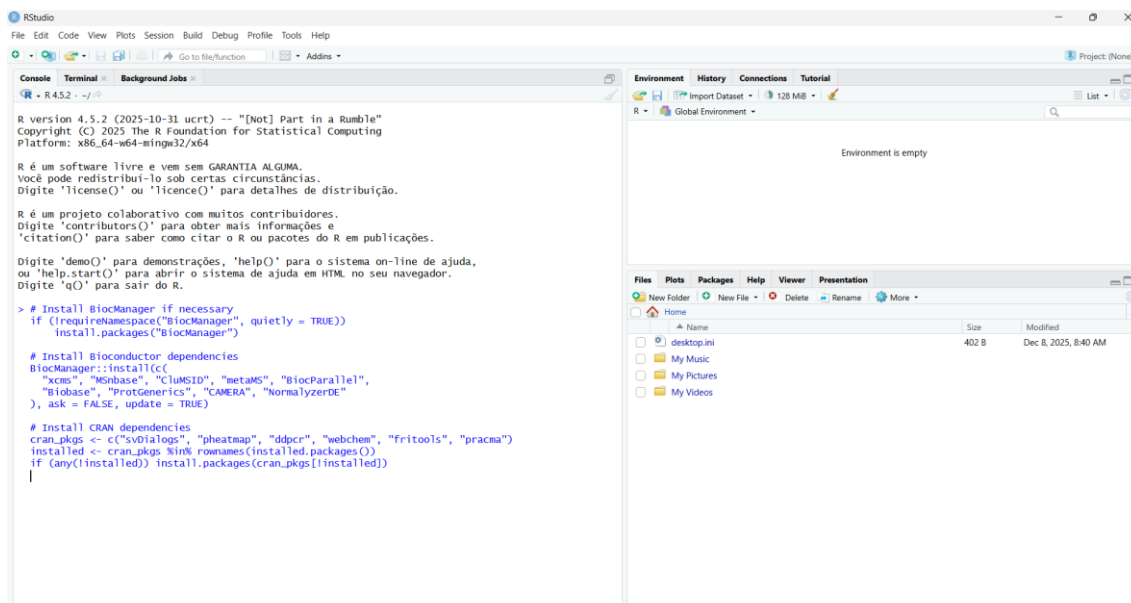 RStudio
File Edit Code View Plots Session Build Debug Profile Tools Help
Go to file/function Addins
Project: (None)
Console Terminal Background Jobs
R 4.5.2 · ~/
R version 4.5.2 (2025-10-31 ucrt) -- "[Not] Part in a Rumble"
Copyright (C) 2025 The R Foundation for Statistical Computing
Platform: x86_64-w64-mingw32/x64
R é um software livre e vem sem GARANTIA ALGUMA.
Você pode redistribuí-lo sob certas circunstâncias.
Digite 'license()' ou 'licence()' para detalhes de distribuição.
R é um projeto colaborativo com muitos contribuidores.
Digite 'contributors()' para obter mais informações e
'citation()' para saber como citar o R ou pacotes do R em publicações.
Digite 'demo()' para demonstrações, 'help()' para o sistema on-line de ajuda,
ou 'help.start()' para abrir o sistema de ajuda em HTML no seu navegador.
Digite 'q()' para sair do R.
> # Install BiocManager if necessary
if (!requireNamespace("BiocManager", quietly = TRUE))
install.packages("BiocManager")
# Install Bioconductor dependencies
BiocManager::install(c(
"xcms", "MSnbase", "CluMSID", "metaMS", "BiocParallel",
"Biobase", "ProtGenerics", "CAMERA", "NormalyzerDE"
), ask = FALSE, update = TRUE)
# Install CRAN dependencies
cran_pkgs <- c("svDialogs", "pheatmap", "ddpcr", "webchem", "fritools", "pracma")
installed <- cran_pkgs %in% rownames(installed.packages())
if (any(!installed)) install.packages(cran_pkgs[!installed])
Environment History Connections Tutorial
Import Dataset 128 MiB List
R Global Environment
Environment is empty
Files Plots Packages Help Viewer Presentation
New Folder New File Delete Rename More
Home
Name Size Modified
desktop.ini 402 B Dec 8, 2025, 8:40 AM
My Music
My Pictures
My Videos